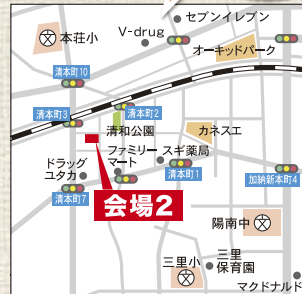 セブンイレブン
V-drug
本荘小
オーキッドパーク
清本町10
清本町3
清本町2
清和公園
カネスエ
ドラッグ
ユタカ
ファミリー
マート
スギ薬局
清本町1
加納新本町4
清本町7
会場2
陽南中
三里小
三里
保育園
マクドナルド